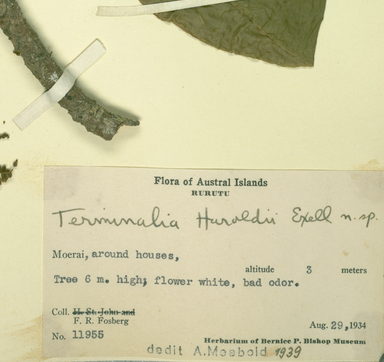 Flora of Austral Islands
RURUTU
Terminalia Haroldii Exell n. sp.
Moerai, around houses,
altitude 3 meters
Tree 6 m. high; flower white, bad odor.
Coll. H. St. John and
F. R. Fosberg
Aug. 29, 1934
No. 11955
Herbarium of Bernice P. Bishop Museum
dedit A. Meebold 1939